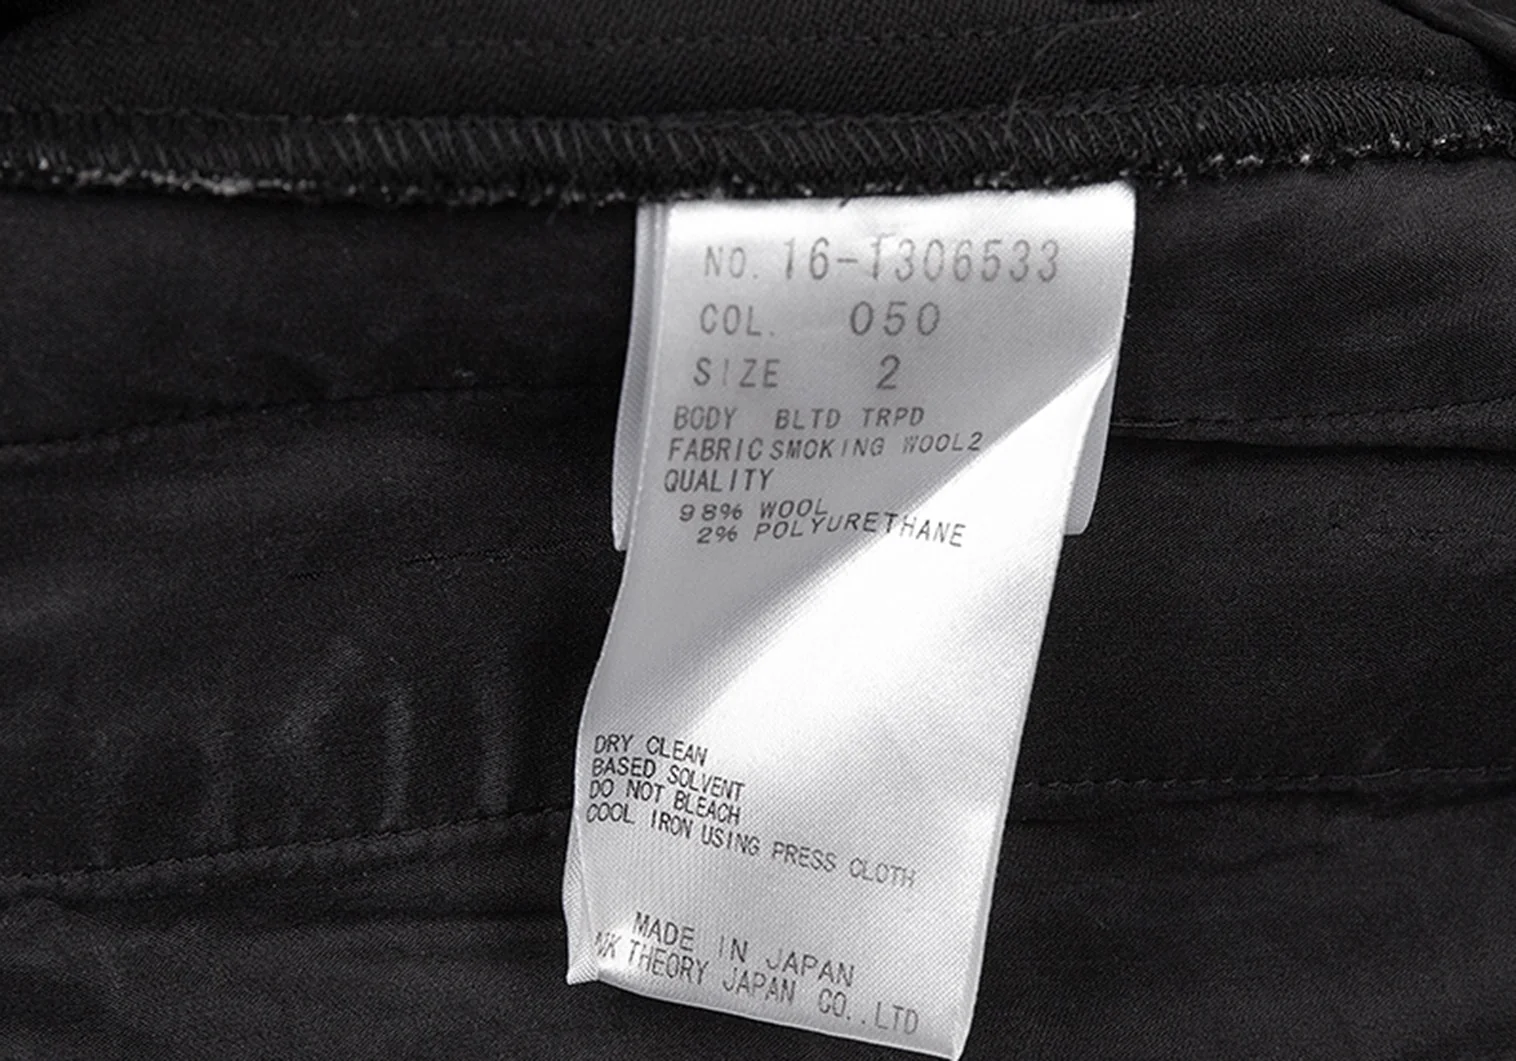 NO. 16-T306533
COL. 050
SIZE 2
BODY BLTD TRPD
FABRIC SMOKING WOOL2
QUALITY
98% WOOL
2% POLYURETHANE
DRY CLEAN
BASED SOLVENT
DO NOT BLEACH
COOL IRON USING PRESS CLOTH
MADE IN JAPAN
THEORY JAPAN CO.,LTD